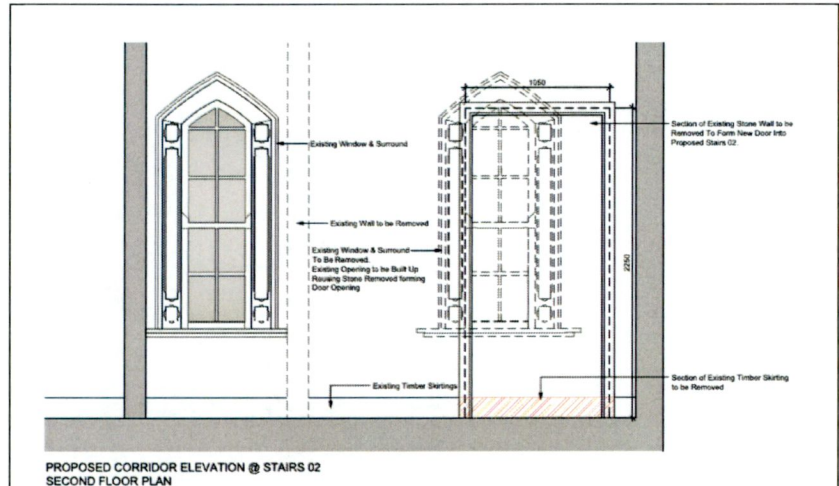 1050
Section of Existing Stone Wall to be
Removed To Form New Door Into
Proposed Stairs 02.
Existing Window & Surround
Existing Wall to be Removed
Existing Window & Surround
To Be Removed.
Existing Opening to be Built Up
Reusing Stone Removed forming
Door Opening
2250
Existing Timber Skirtings
Section of Existing Timber Skirting
to be Removed
PROPOSED CORRIDOR ELEVATION @ STAIRS 02
SECOND FLOOR PLAN